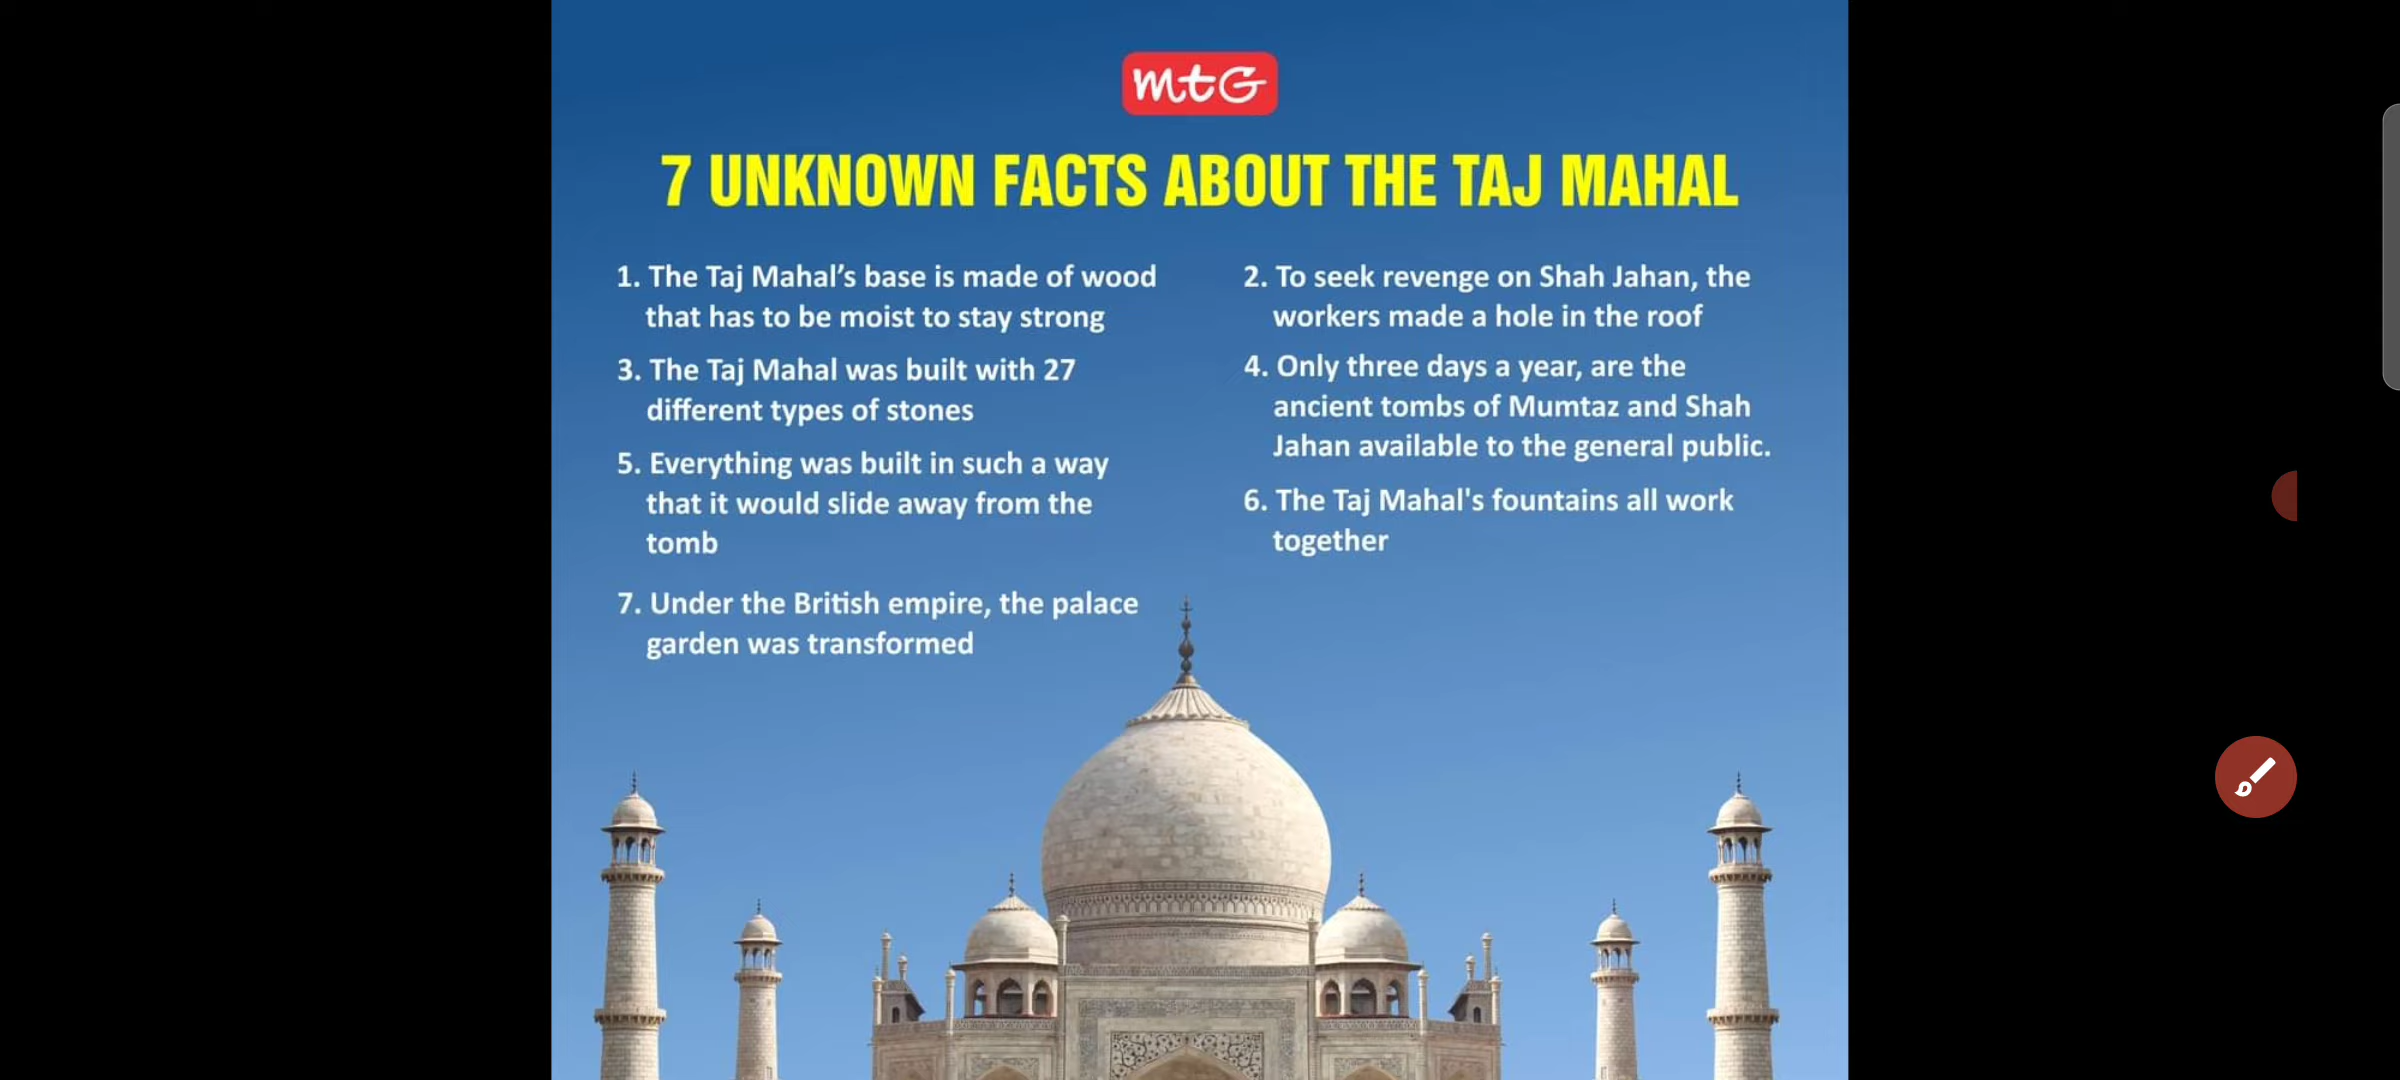 mtG
7 UNKNOWN FACTS ABOUT THE TAJ MAHAL
1. The Taj Mahal’s base is made of wood
that has to be moist to stay strong
2. To seek revenge on Shah Jahan, the
workers made a hole in the roof
3. The Taj Mahal was built with 27
different types of stones
4. Only three days a year, are the
ancient tombs of Mumtaz and Shah
Jahan available to the general public.
5. Everything was built in such a way
that it would slide away from the
tomb
6. The Taj Mahal's fountains all work
together
7. Under the British empire, the palace
garden was transformed